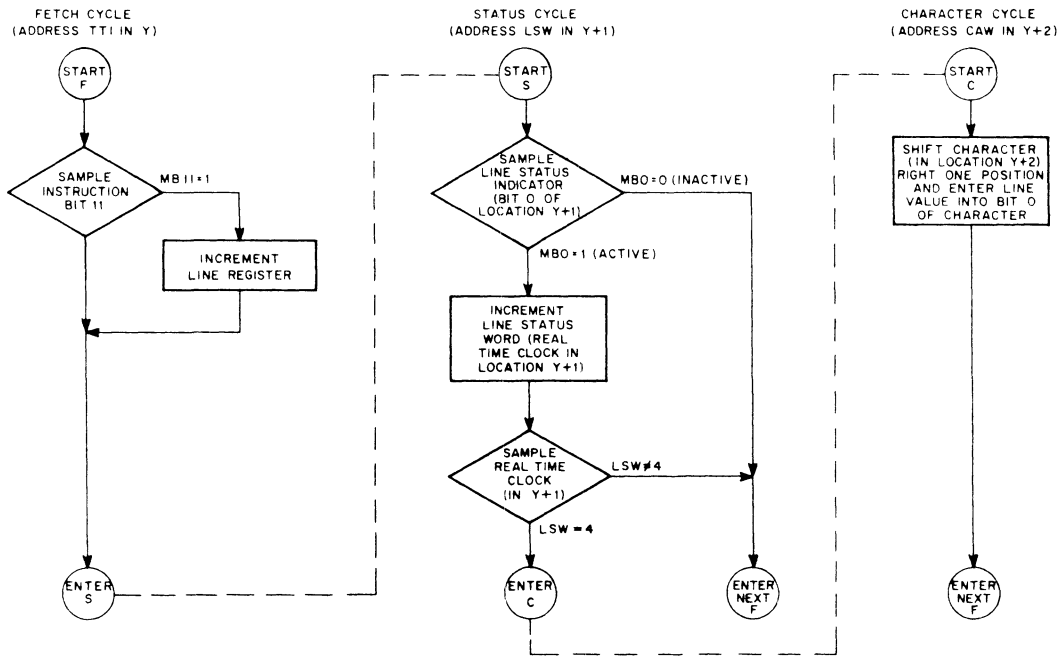 FETCH CYCLE
(ADDRESS TTI IN Y)
START
F
SAMPLE
INSTRUCTION
BIT 11
MB11=1
INCREMENT
LINE REGISTER
ENTER
S
STATUS CYCLE
(ADDRESS LSW IN Y+1)
START
S
SAMPLE
LINE STATUS
INDICATOR
(BIT 0 OF
LOCATION Y+1)
MB0=0 (INACTIVE)
MB0=1 (ACTIVE)
INCREMENT
LINE STATUS
WORD (REAL
TIME CLOCK IN
LOCATION Y+1)
SAMPLE
REAL TIME
CLOCK
(IN Y+1)
LSW≠4
LSW=4
ENTER
C
ENTER
NEXT
F
CHARACTER CYCLE
(ADDRESS CAW IN Y+2)
START
C
SHIFT CHARACTER
(IN LOCATION Y+2)
RIGHT ONE POSITION
AND ENTER LINE
VALUE INTO BIT 0
OF CHARACTER
ENTER
NEXT
F